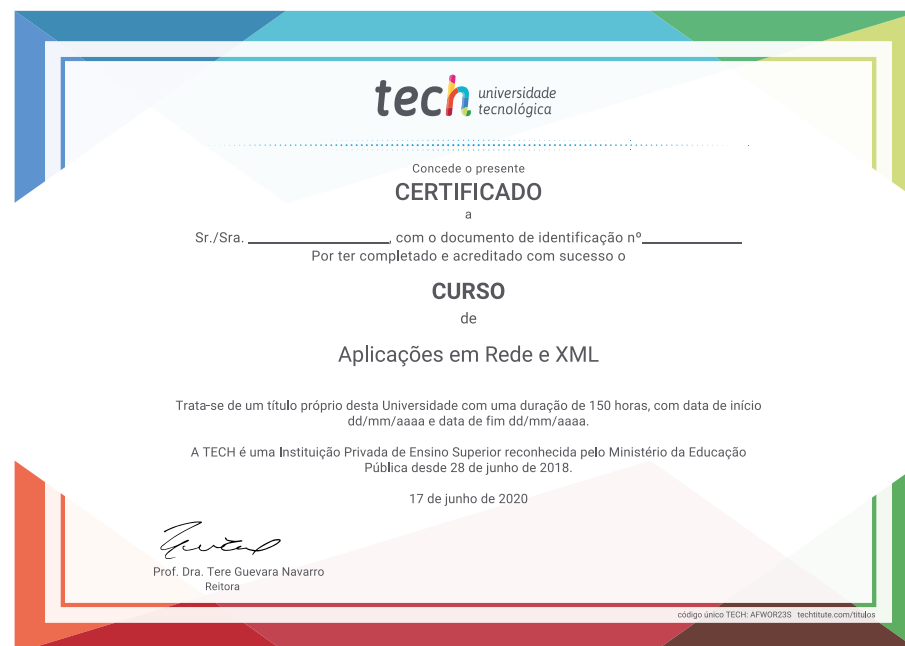 tech universidade
tecnológica
Concede o presente
CERTIFICADO
a
Sr./Sra. ________________, com o documento de identificação nº____________
Por ter completado e acreditado com sucesso o
CURSO
de
Aplicações em Rede e XML
Trata-se de um título próprio desta Universidade com uma duração de 150 horas, com data de início
dd/mm/aaaa e data de fim dd/mm/aaaa.
A TECH é uma Instituição Privada de Ensino Superior reconhecida pelo Ministério da Educação
Pública desde 28 de junho de 2018.
17 de junho de 2020
Prof. Dra. Tere Guevara Navarro
Reitora
código único TECH: AFWOR23S techtitute.com/titulos